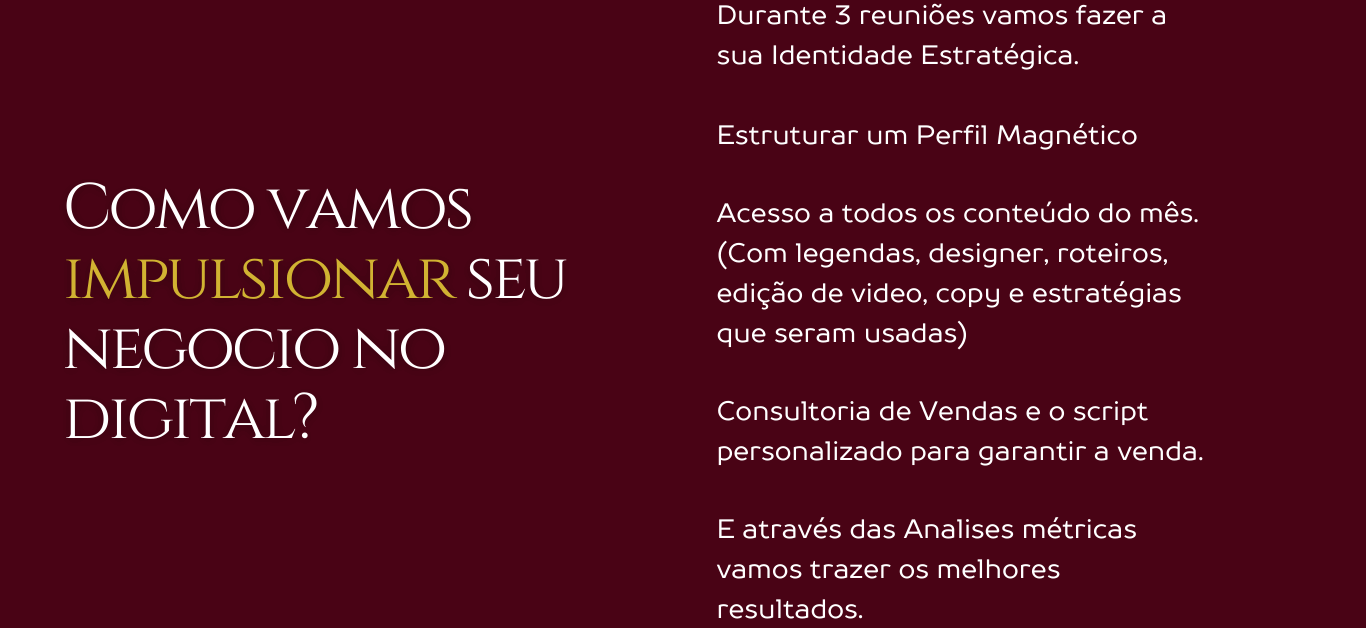 Como vamos
impulsionar seu
negocio no
digital?
Durante 3 reuniões vamos fazer a
sua Identidade Estratégica.
Estruturar um Perfil Magnético
Acesso a todos os conteúdo do mês.
(Com legendas, designer, roteiros,
edição de video, copy e estratégias
que seram usadas)
Consultoria de Vendas e o script
personalizado para garantir a venda.
E através das Analises métricas
vamos trazer os melhores
resultados.